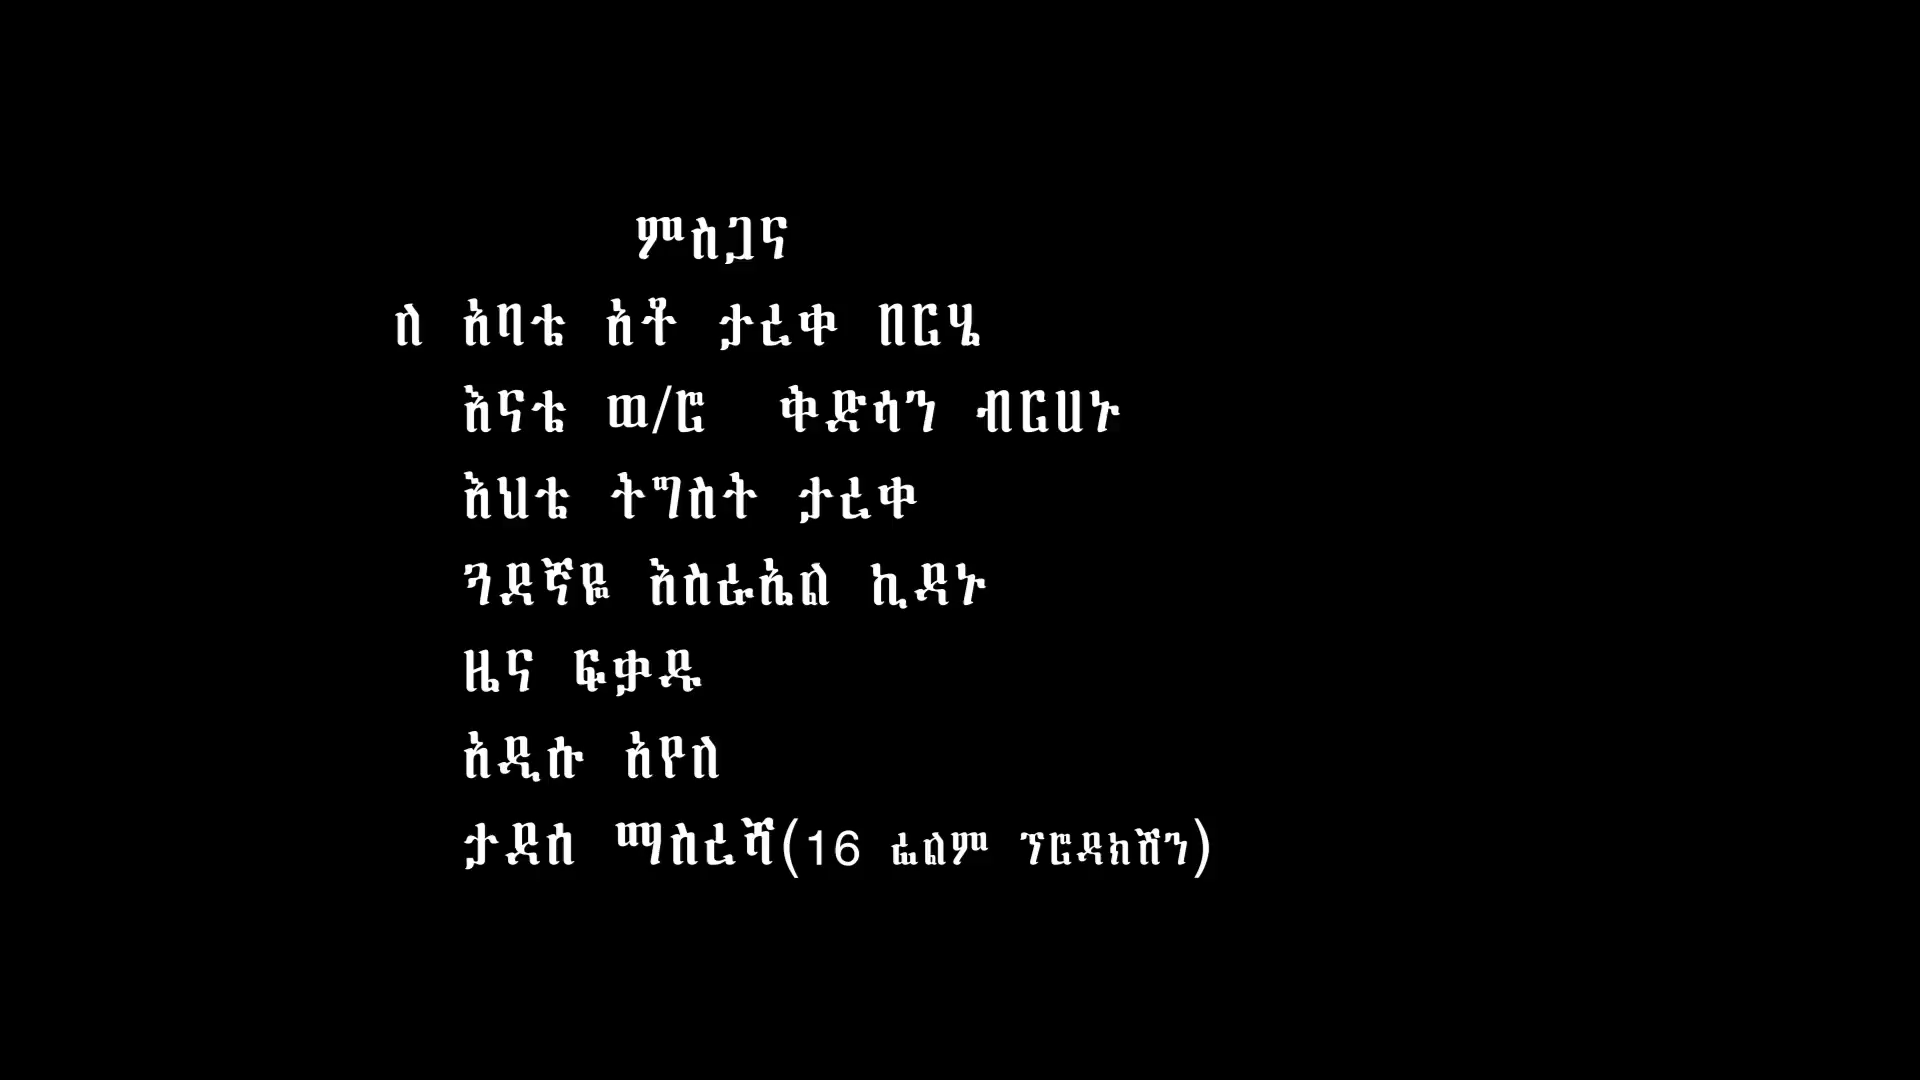 ምስጋና
ለ አባቴ አቶ ታረቀ በርሄ
እናቴ ወ/ሮ ቅድሳን ብርሀኑ
እህቴ ትግስት ታረቀ
ጓደኛዬ እስራኤል ኪዳኑ
ዜና ፍቃዱ
አዲሱ አየለ
ታደሰ ማስረሻ(16 ፊልም ፕሮዳክሽን)